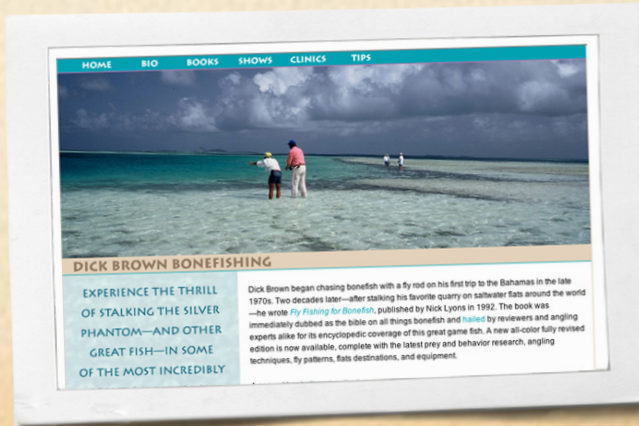 HOME BIO BOOKS SHOWS CLINICS TIPS
DICK BROWN BONEFISHING
EXPERIENCE THE THRILL
OF STALKING THE SILVER
PHANTOM—AND OTHER
GREAT FISH—IN SOME
OF THE MOST INCREDIBLY
Dick Brown began chasing bonefish with a fly rod on his first trip to the Bahamas in the late
1970s. Two decades later—after stalking his favorite quarry on saltwater flats around the world
—he wrote Fly Fishing for Bonefish, published by Nick Lyons in 1992. The book was
immediately dubbed as the bible on all things bonefish and hailed by reviewers and angling
experts alike for its encyclopedic coverage of this great game fish. A new all-color fully revised
edition is now available, complete with the latest prey and behavior research, angling
techniques, fly patterns, flats destinations, and equipment.